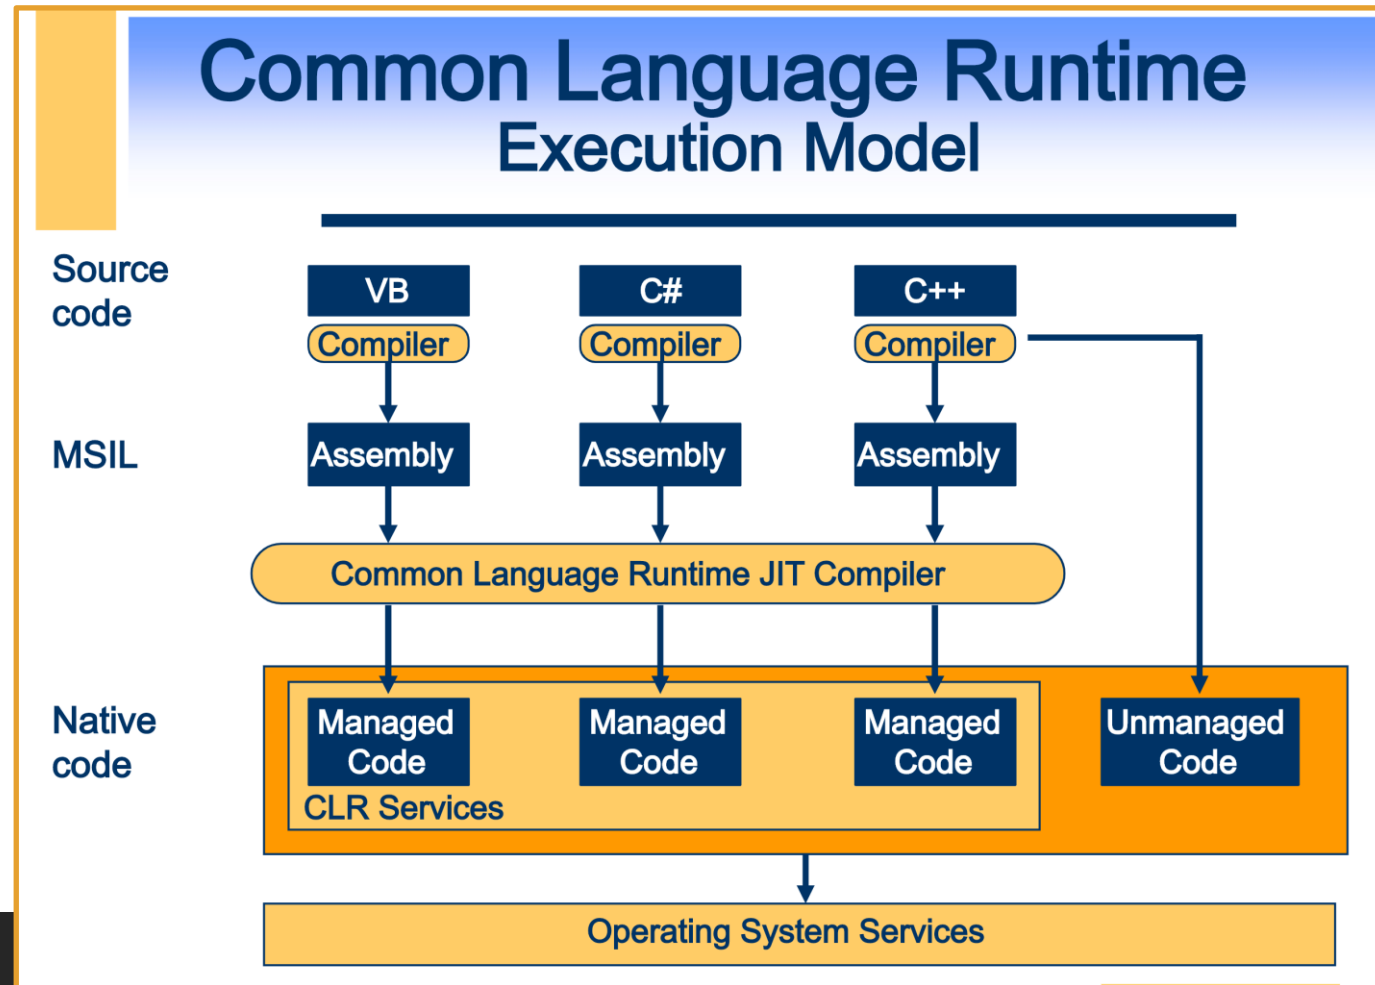 Common Language Runtime
Execution Model
Source
code
VB
C#
C++
Compiler
Compiler
Compiler
MSIL
Assembly
Assembly
Assembly
Common Language Runtime JIT Compiler
Native
code
Managed
Code
Managed
Code
Managed
Code
Unmanaged
Code
CLR Services
Operating System Services